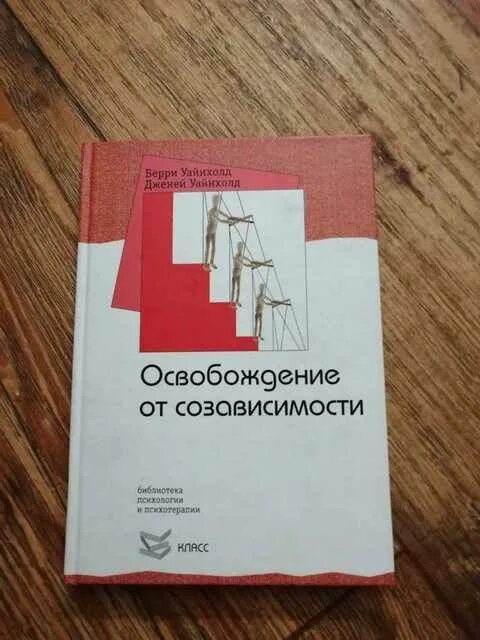 Берри Уайнхолд
Дженей Уайнхолд
Освобождение
от созависимости
библиотека
психологии
и психотерапии
КЛАСС